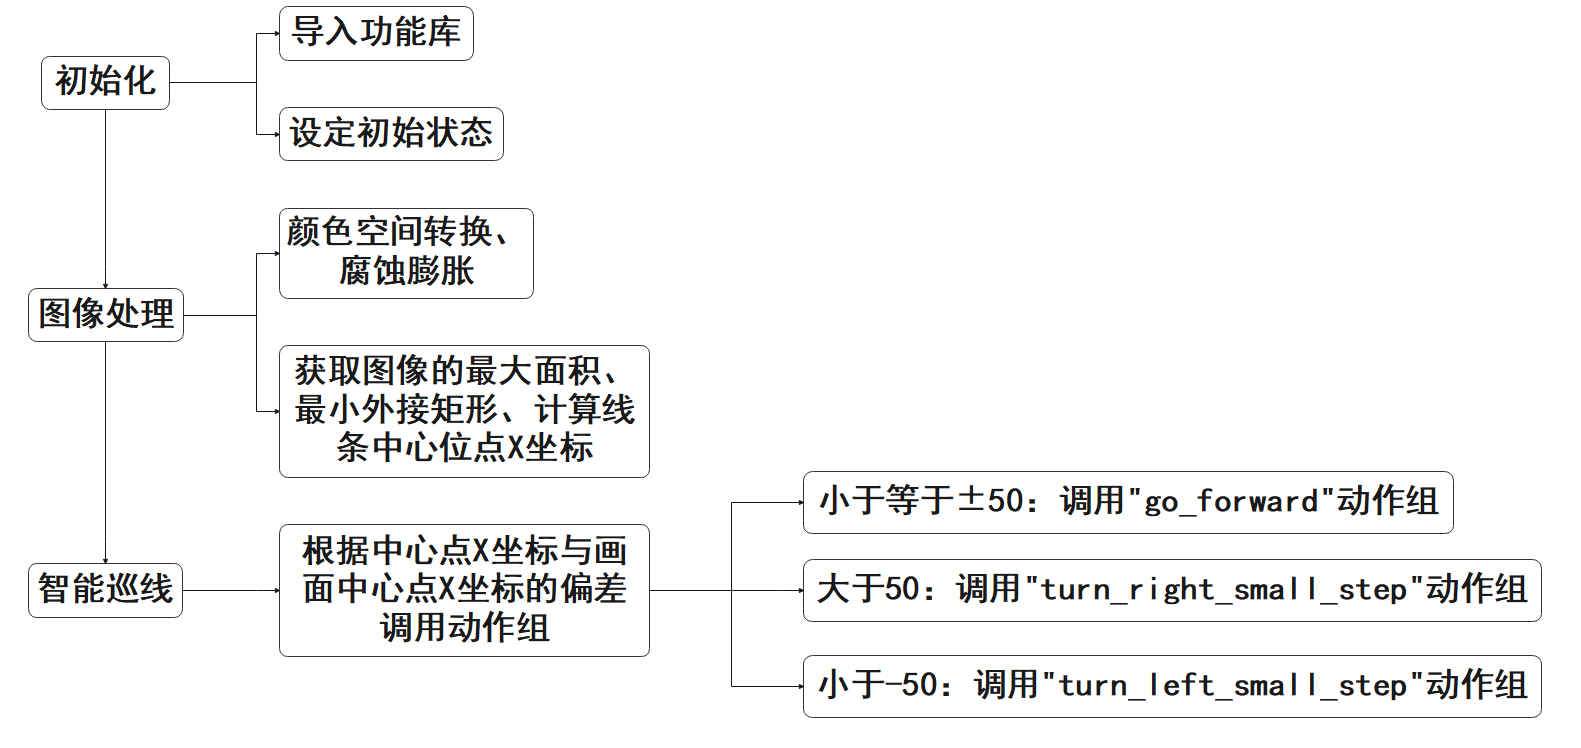 初始化
导入功能库
设定初始状态
图像处理
颜色空间转换、
腐蚀膨胀
获取图像的最大面积、
最小外接矩形、计算线
条中心位点X坐标
智能巡线
根据中心点X坐标与画
面中心点X坐标的偏差
调用动作组
小于等于±50：调用"go_forward"动作组
大于50：调用"turn_right_small_step"动作组
小于-50：调用"turn_left_small_step"动作组